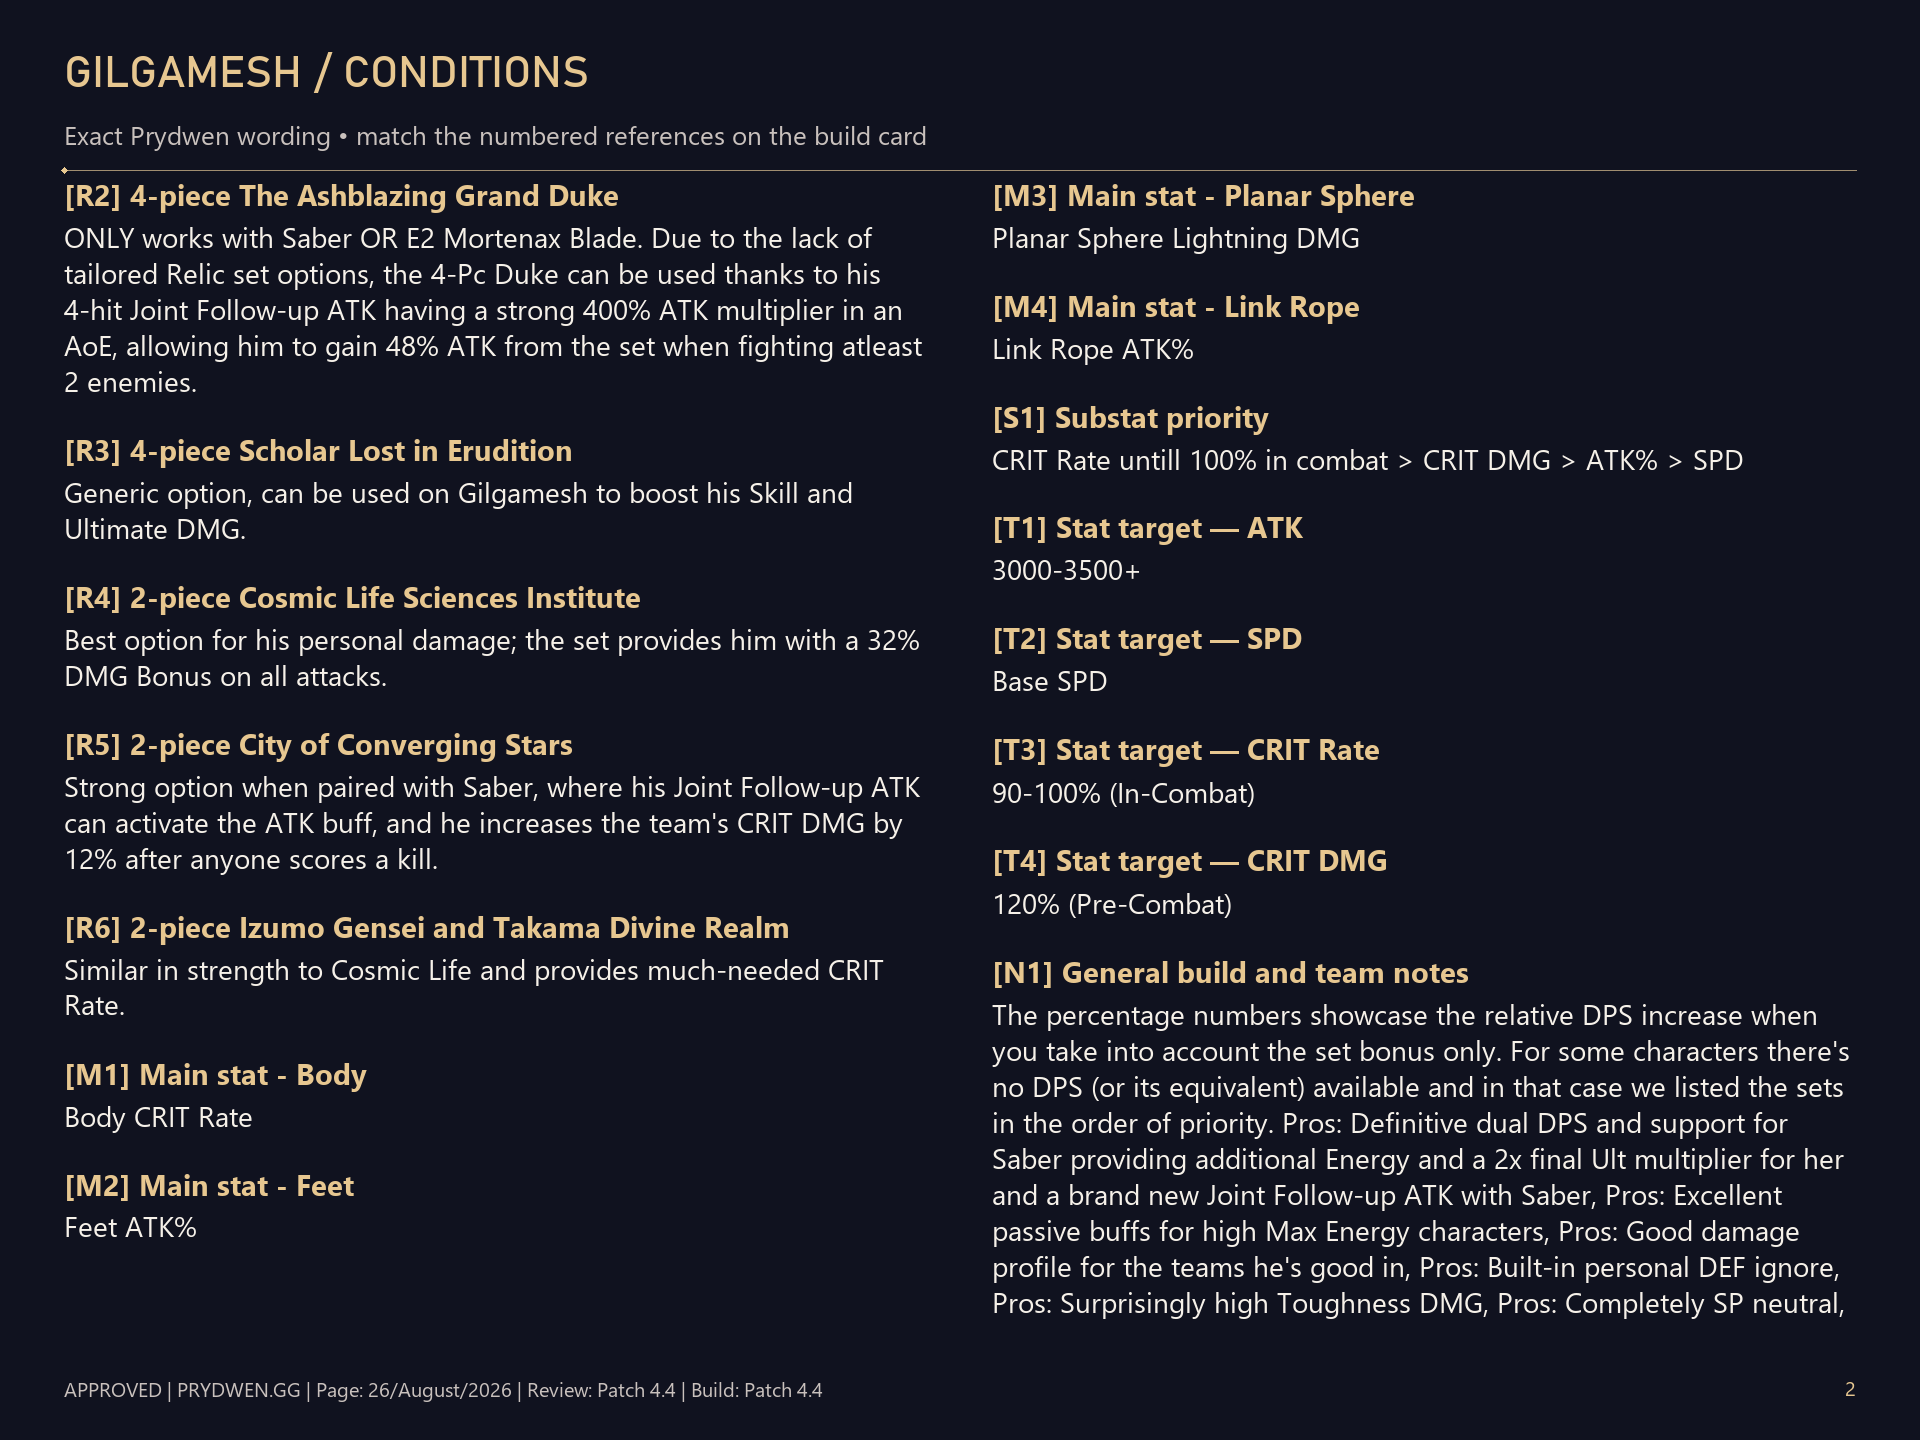 GILGAMESH / CONDITIONS
Exact Prydwen wording • match the numbered references on the build card
[R2] 4-piece The Ashblazing Grand Duke
ONLY works with Saber OR E2 Mortenax Blade. Due to the lack of
tailored Relic set options, the 4-Pc Duke can be used thanks to his
4-hit Joint Follow-up ATK having a strong 400% ATK multiplier in an
AoE, allowing him to gain 48% ATK from the set when fighting atleast
2 enemies.
[R3] 4-piece Scholar Lost in Erudition
Generic option, can be used on Gilgamesh to boost his Skill and
Ultimate DMG.
[R4] 2-piece Cosmic Life Sciences Institute
Best option for his personal damage; the set provides him with a 32%
DMG Bonus on all attacks.
[R5] 2-piece City of Converging Stars
Strong option when paired with Saber, where his Joint Follow-up ATK
can activate the ATK buff, and he increases the team's CRIT DMG by
12% after anyone scores a kill.
[R6] 2-piece Izumo Gensei and Takama Divine Realm
Similar in strength to Cosmic Life and provides much-needed CRIT
Rate.
[M1] Main stat - Body
Body CRIT Rate
[M2] Main stat - Feet
Feet ATK%
[M3] Main stat - Planar Sphere
Planar Sphere Lightning DMG
[M4] Main stat - Link Rope
Link Rope ATK%
[S1] Substat priority
CRIT Rate untill 100% in combat > CRIT DMG > ATK% > SPD
[T1] Stat target — ATK
3000-3500+
[T2] Stat target — SPD
Base SPD
[T3] Stat target — CRIT Rate
90-100% (In-Combat)
[T4] Stat target — CRIT DMG
120% (Pre-Combat)
[N1] General build and team notes
The percentage numbers showcase the relative DPS increase when
you take into account the set bonus only. For some characters there's
no DPS (or its equivalent) available and in that case we listed the sets
in the order of priority. Pros: Definitive dual DPS and support for
Saber providing additional Energy and a 2x final Ult multiplier for her
and a brand new Joint Follow-up ATK with Saber, Pros: Excellent
passive buffs for high Max Energy characters, Pros: Good damage
profile for the teams he's good in, Pros: Built-in personal DEF ignore,
Pros: Surprisingly high Toughness DMG, Pros: Completely SP neutral,
APPROVED | PRYDWEN.GG | Page: 26/August/2026 | Review: Patch 4.4 | Build: Patch 4.4
2